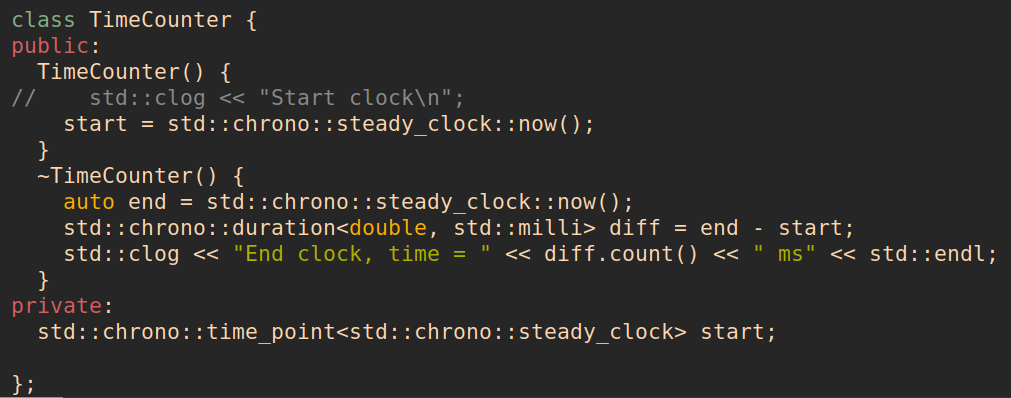 class TimeCounter {
public:
  TimeCounter() {
//    std::clog << "Start clock\n";
    start = std::chrono::steady_clock::now();
  }
  ~TimeCounter() {
    auto end = std::chrono::steady_clock::now();
    std::chrono::duration<double, std::milli> diff = end - start;
    std::clog << "End clock, time = " << diff.count() << " ms" << std::endl;
  }
private:
  std::chrono::time_point<std::chrono::steady_clock> start;

};